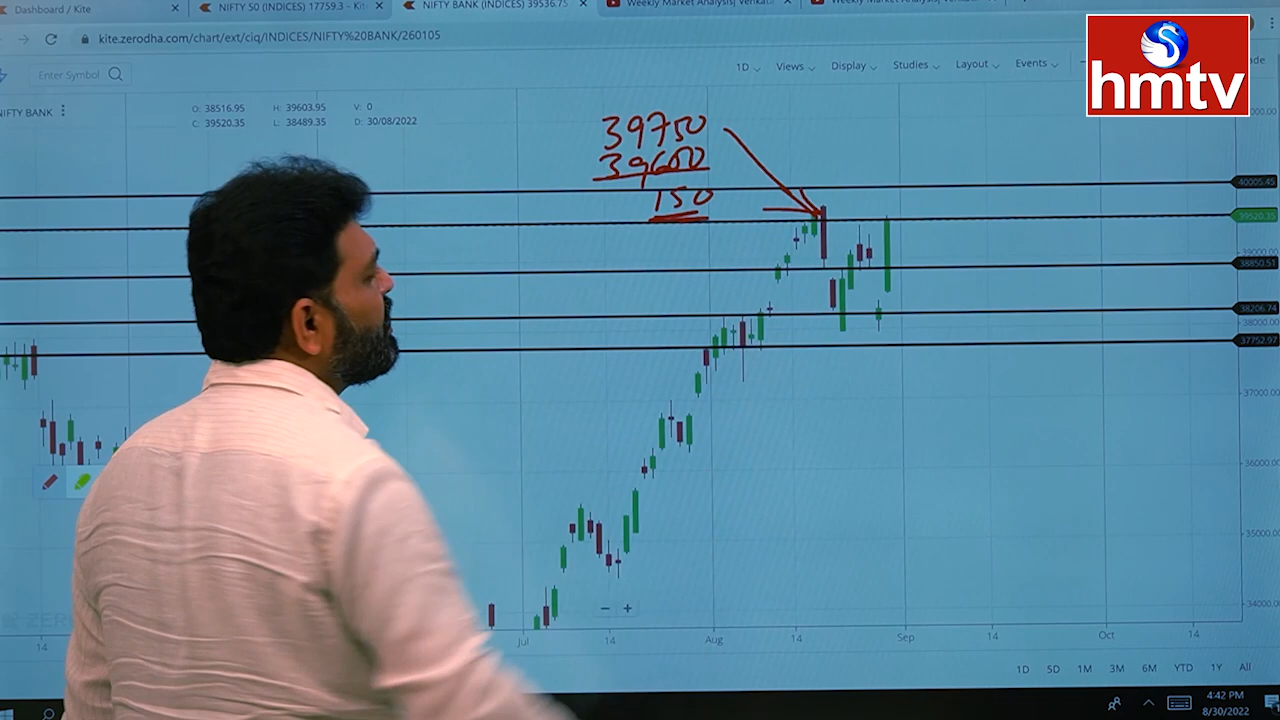 Dashboard / Kite
NIFTY 50 (INDICES) 17759.3 - Kit
NIFTY BANK (INDICES) 39536.75
Weekly Market Analysis| Venkat
Weekly Market Analysis| Venkat
kite.zerodha.com/chart/ext/ciq/INDICES/NIFTY%20BANK/260105
hmtv
Enter Symbol
1D
Views
Display
Studies
Layout
Events
NIFTY BANK
O: 38516.95
H: 39603.95
V: 0
C: 39520.35
L: 38489.35
D: 30/08/2022
39750
39600
150
40005.45
39520.35
39000.00
38850.51
38206.74
38000.00
37752.97
37000.00
36000.00
35000.00
34000.00
− +
14
Jul
14
Aug
14
Sep
14
Oct
14
1D
5D
1M
3M
6M
YTD
1Y
All
4:42 PM
8/30/2022